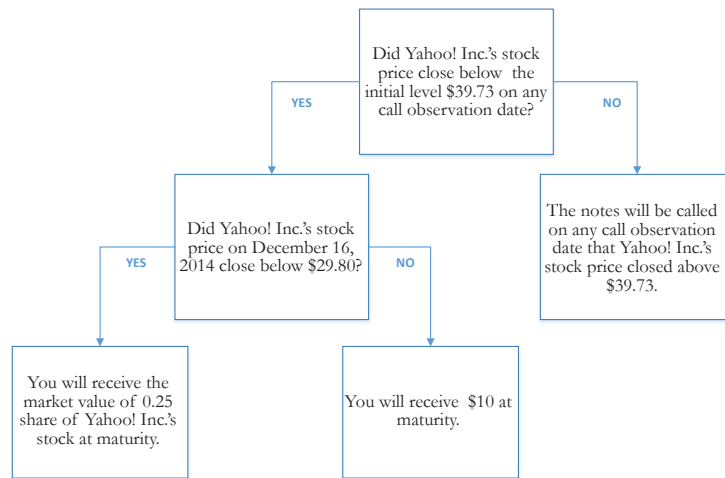 Did Yahoo! Inc.'s stock
price close below the
initial level $39.73 on any
call observation date?
YES
NO
Did Yahoo! Inc.'s stock
price on December 16,
2014 close below $29.80?
The notes will be called
on any call observation
date that Yahoo! Inc.'s
stock price closed above
$39.73.
YES
NO
You will receive the
market value of 0.25
share of Yahoo! Inc.'s
stock at maturity.
You will receive $10 at
maturity.